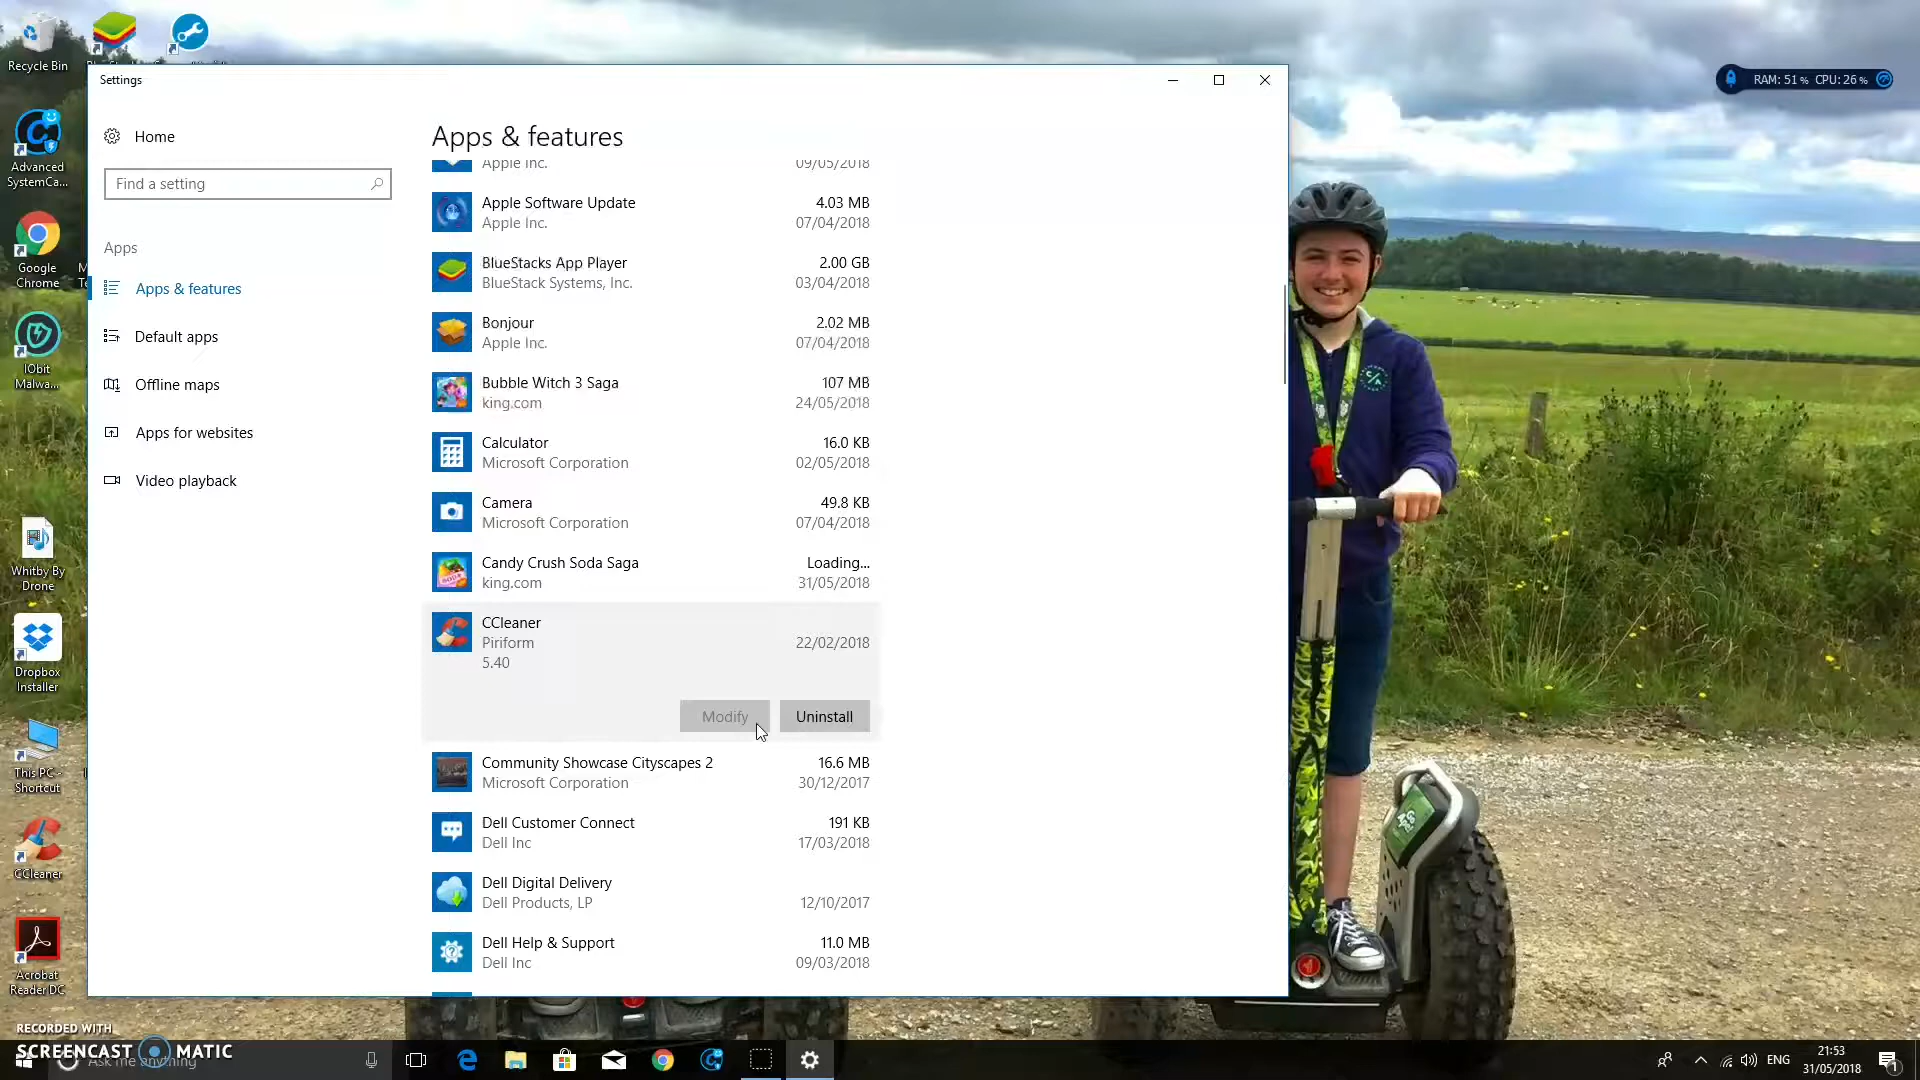 Recycle Bin
Settings
RAM: 51 % CPU: 26 %
Home
Apps & features
Apple Inc. 09/05/2018
Advanced
SystemCa...
Find a setting
Apple Software Update 4.03 MB
Apple Inc. 07/04/2018
Apps
Google
Chrome
BlueStacks App Player 2.00 GB
BlueStack Systems, Inc. 03/04/2018
Apps & features
Default apps
Bonjour 2.02 MB
Apple Inc. 07/04/2018
IObit
Malwa...
Offline maps
Bubble Witch 3 Saga 107 MB
king.com 24/05/2018
Apps for websites
Calculator 16.0 KB
Microsoft Corporation 02/05/2018
Video playback
Camera 49.8 KB
Microsoft Corporation 07/04/2018
Whitby By
Drone
Candy Crush Soda Saga Loading...
king.com 31/05/2018
CCleaner
Piriform 22/02/2018
5.40
Dropbox
Installer
Modify Uninstall
This PC -
Shortcut
Community Showcase Cityscapes 2 16.6 MB
Microsoft Corporation 30/12/2017
Dell Customer Connect 191 KB
Dell Inc 17/03/2018
CCleaner
Dell Digital Delivery
Dell Products, LP 12/10/2017
Dell Help & Support 11.0 MB
Dell Inc 09/03/2018
Acrobat
Reader DC
RECORDED WITH
SCREENCAST MATIC
Ask me anything
ENG
21:53
31/05/2018
1